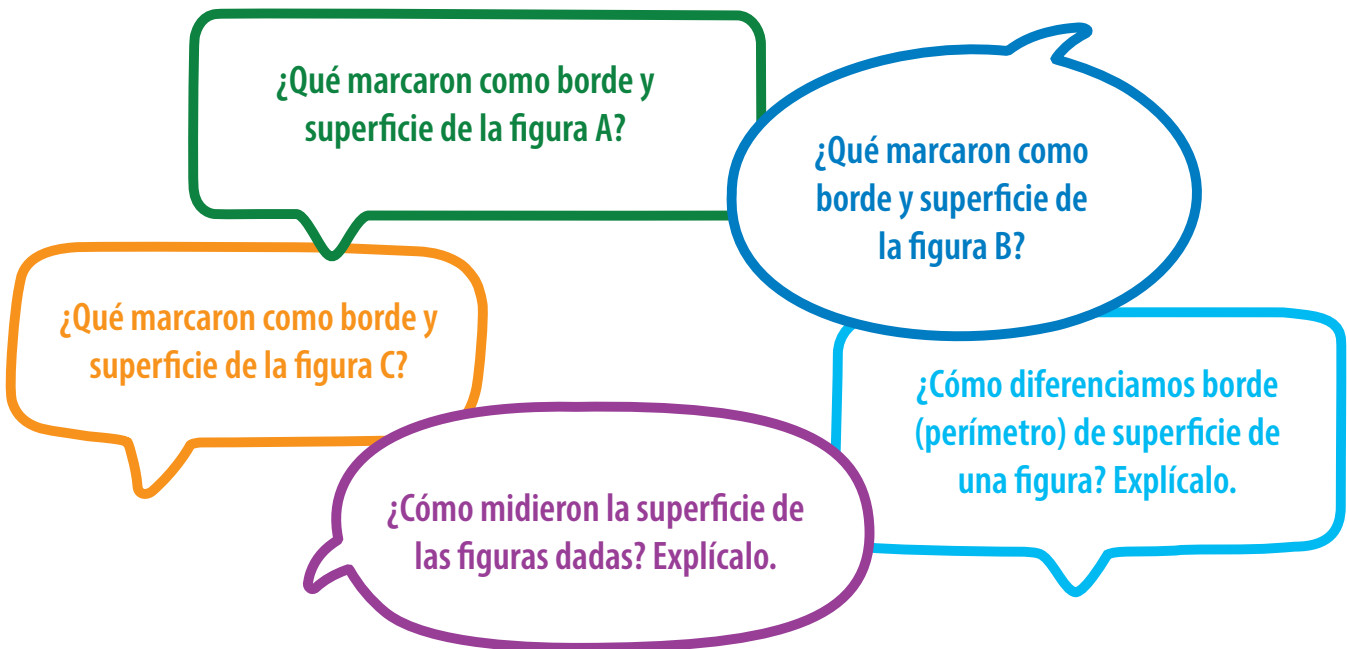 ¿Qué marcaron como borde y
superficie de la figura A?
¿Qué marcaron como
borde y superficie de
la figura B?
¿Qué marcaron como borde y
superficie de la figura C?
¿Cómo diferenciamos borde
(perímetro) de superficie de
una figura? Explícalo.
¿Cómo midieron la superficie de
las figuras dadas? Explícalo.